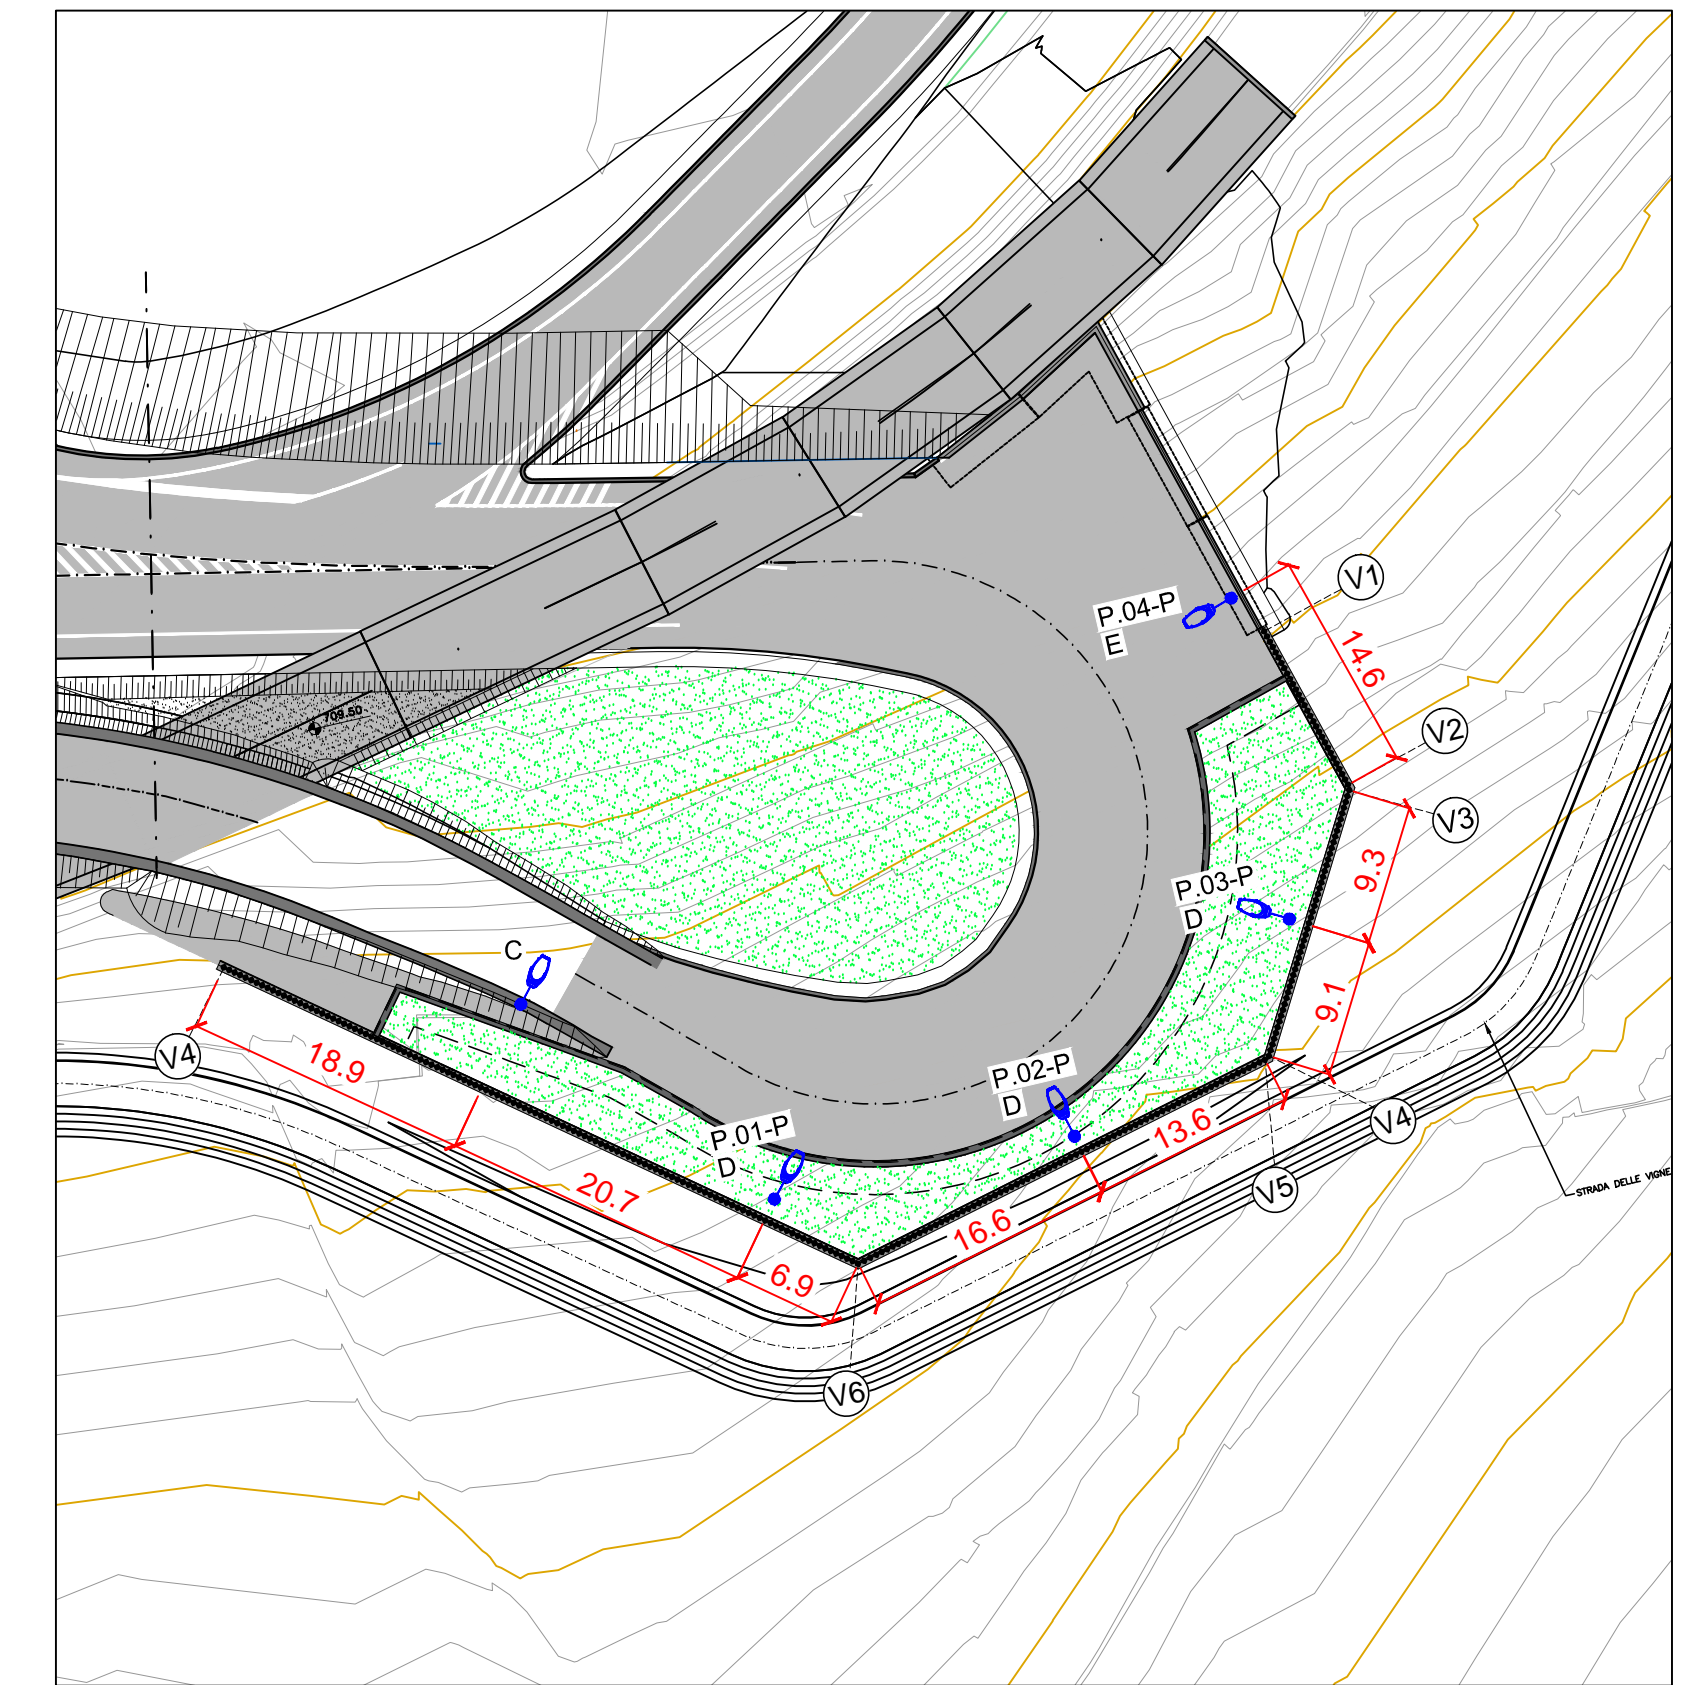 V1
P.04-P
E
14.6
V2
709.50
V3
9.3
P.03-P
D
C
9.1
V4
18.9
P.02-P
D
V4
13.6
P.01-P
D
STRADA DELLE VIGNE
20.7
V5
16.6
6.9
V6